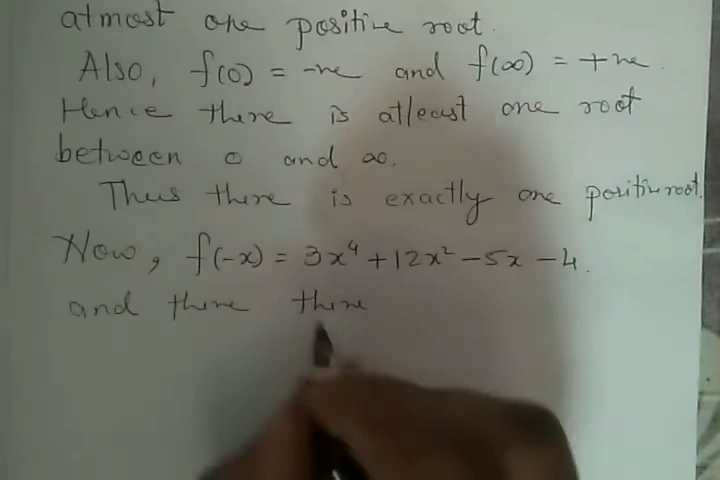 atmost one positive root.
Also, f(0) = -ve and f(∞) = +ve.
Hence there is atleast one root
between 0 and ∞.
Thus there is exactly one positive root.
Now, f(-x) = 3x⁴ + 12x² - 5x - 4.
and there there